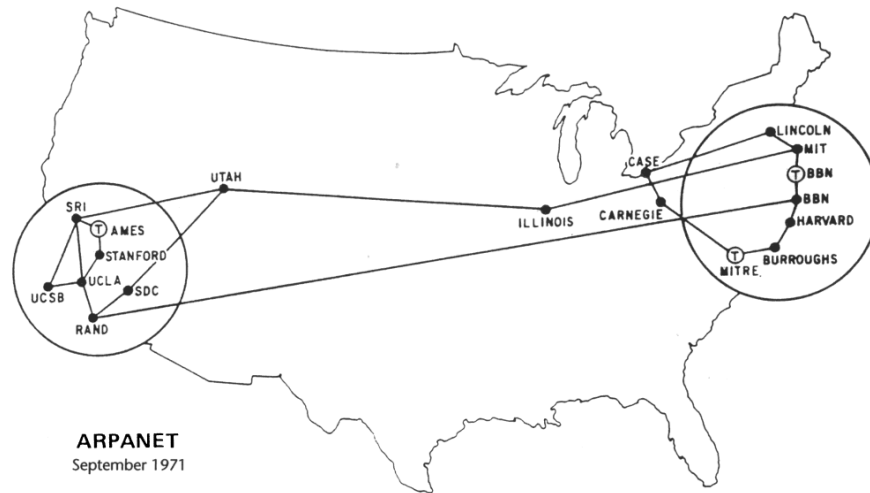 LINCOLN
MIT
T BBN
CASE
UTAH
BBN
SRI
ILLINOIS
CARNEGIE
HARVARD
T AMES
STANFORD
T
BURROUGHS
MITRE
UCLA
SDC
UCSB
RAND
ARPANET
September 1971